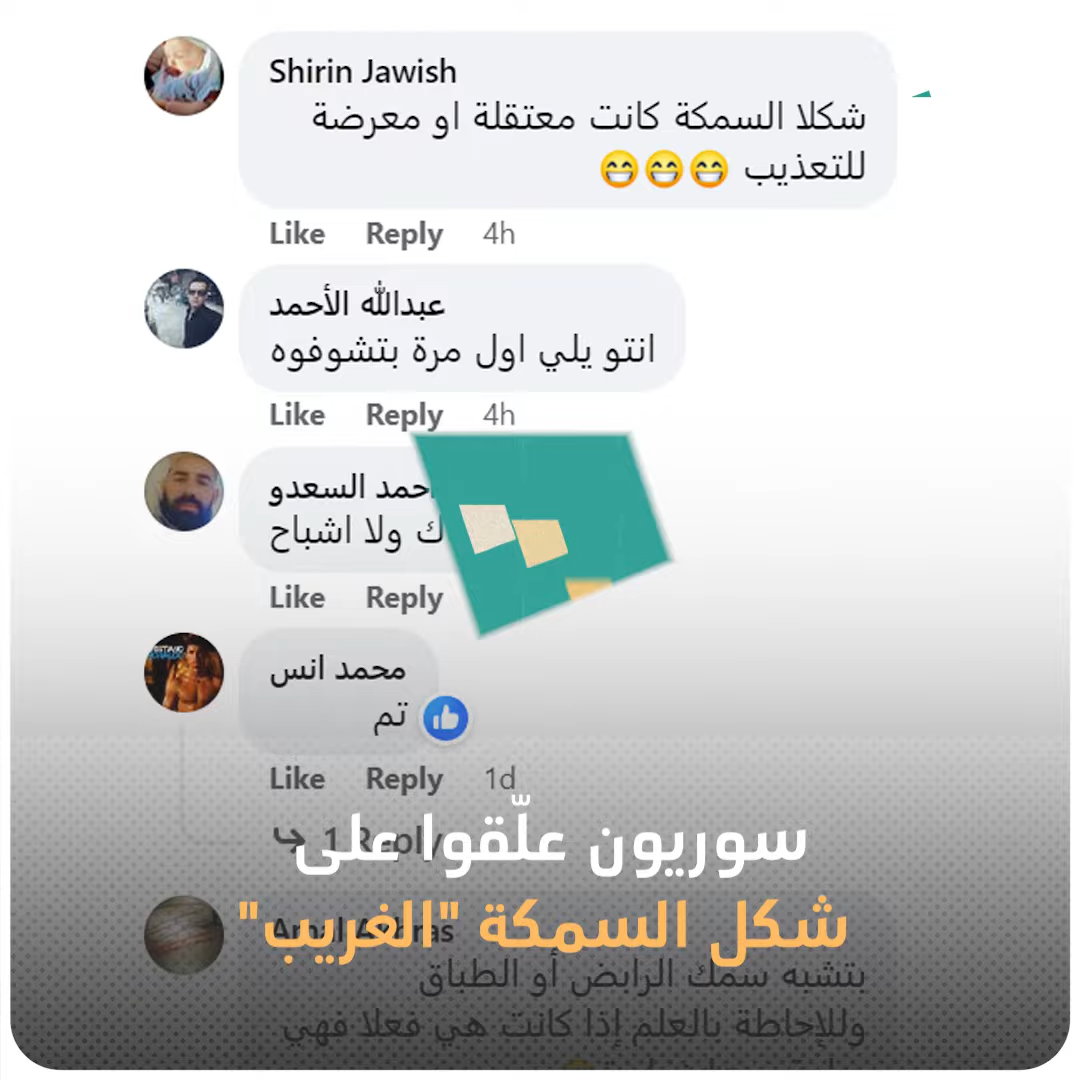 Shirin Jawish
شكلا السمكة كانت معتقلة او معرضة
للتعذيب 😁😁😁
Like Reply 4h
عبدالله الأحمد
انتو يلي اول مرة بتشوفوه
Like Reply 4h
السعدو
ولا اشباح
Like Reply
محمد انس
تم
Like Reply 1d
1 Reply
سوريون علّقوا على
شكل السمكة "الغريب"
بتشبه سمك الرابض أو الطباق
وللإحاطة بالعلم إذا كانت هي فعلا فهي